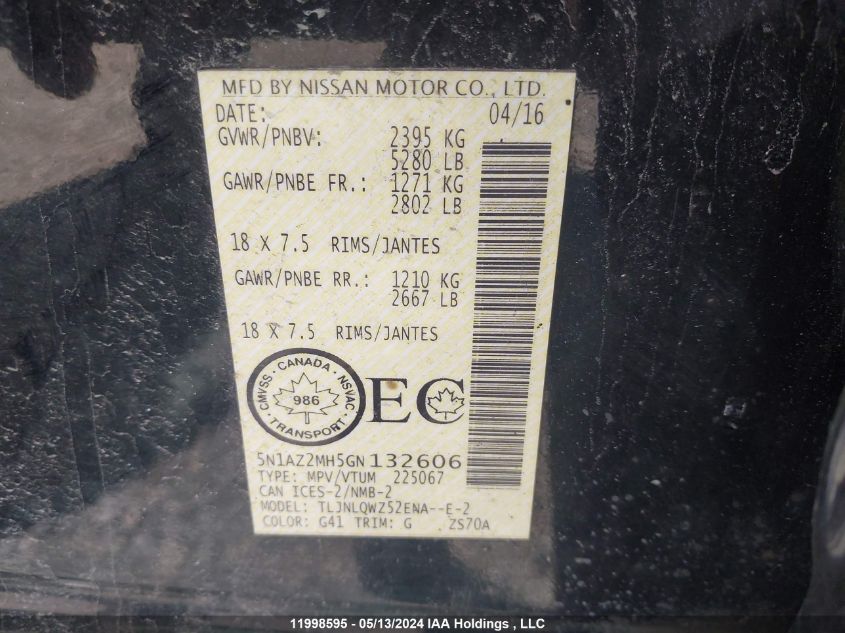 MFD BY NISSAN MOTOR CO., LTD.
DATE: 04/16
GVWR/PNBV: 2395 KG
5280 LB
GAWR/PNBE FR.: 1271 KG
2802 LB
18 X 7.5 RIMS/JANTES
GAWR/PNBE RR.: 1210 KG
2667 LB
18 X 7.5 RIMS/JANTES
CANADA
CMVSS NSVAC
986
TRANSPORT
EC
5N1AZ2MH5GN132606
TYPE: MPV/VTUM 225067
CAN ICES-2/NMB-2
MODEL: TLJNLQWZ52ENA--E-2
COLOR: G41 TRIM: G ZS70A
11998595 - 05/13/2024 IAA Holdings , LLC